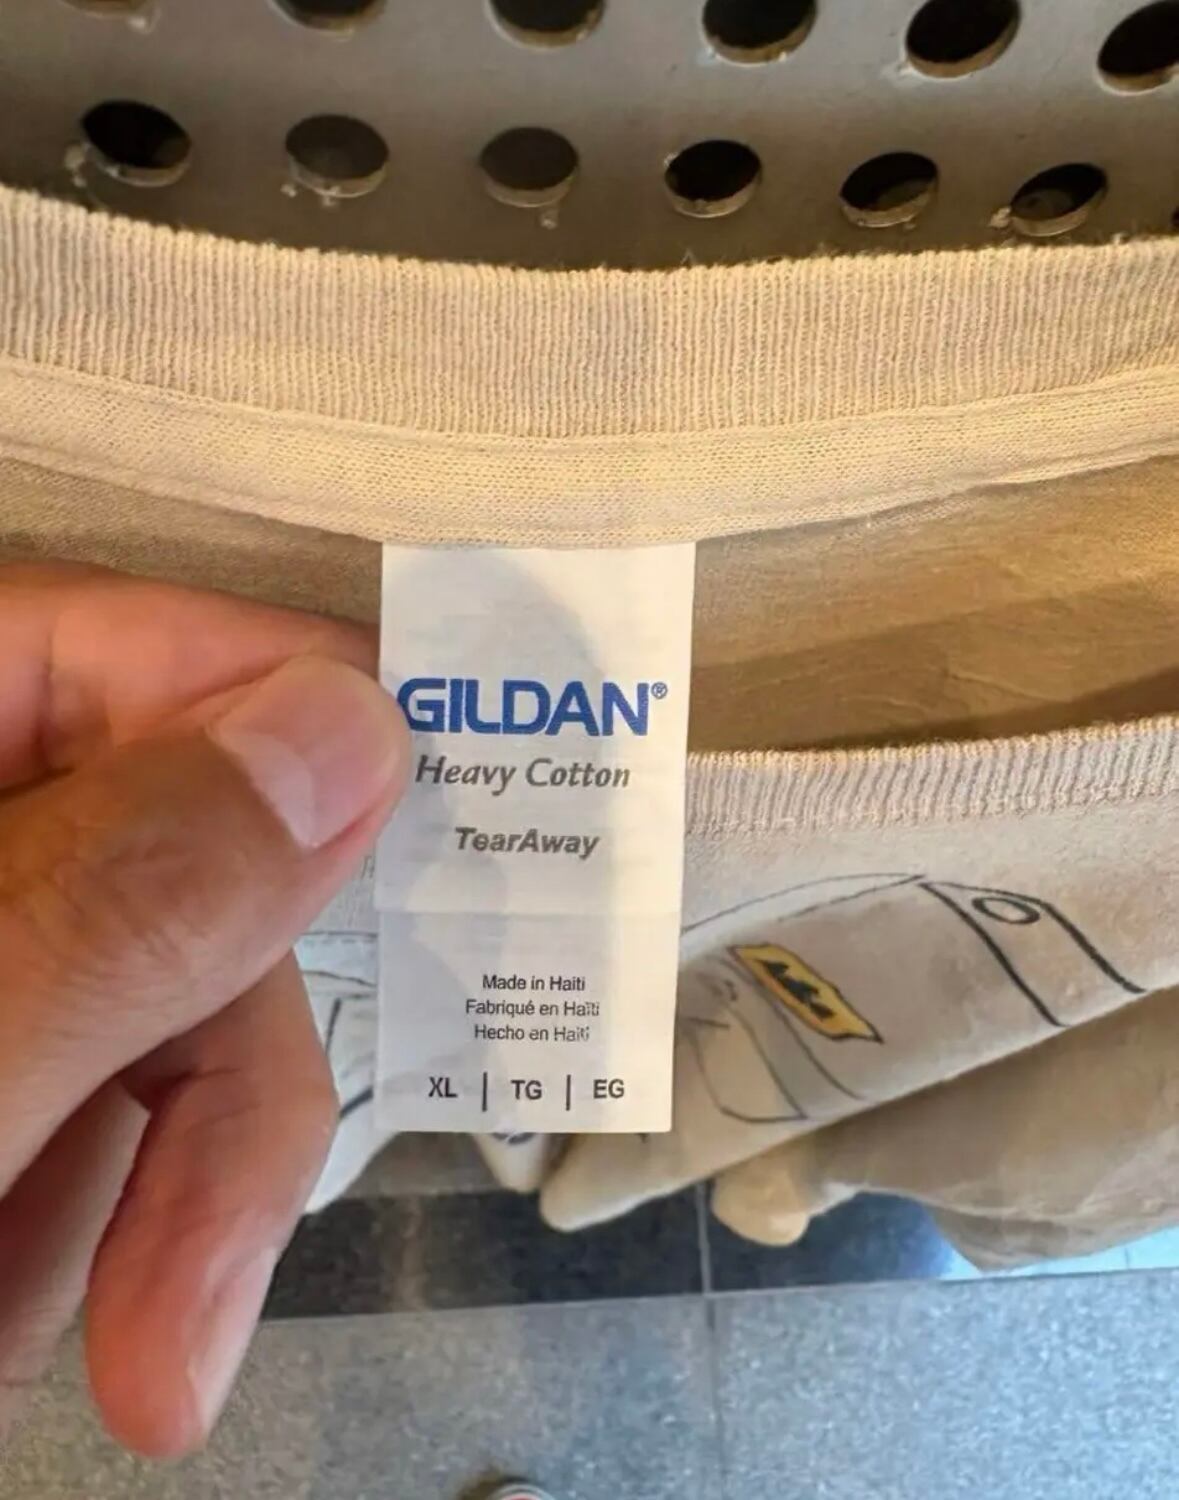 GILDAN®
Heavy Cotton
TearAway
Made in Haiti
Fabriqué en Haïti
Hecho en Haití
XL | TG | EG